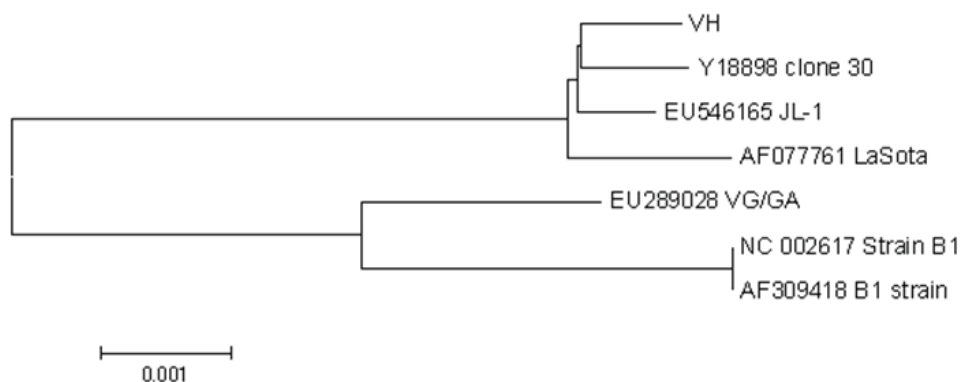 VH
Y18898 clone 30
EU546165 JL-1
AF077761 LaSota
EU289028 VG/GA
NC 002617 Strain B1
AF309418 B1 strain
0.001